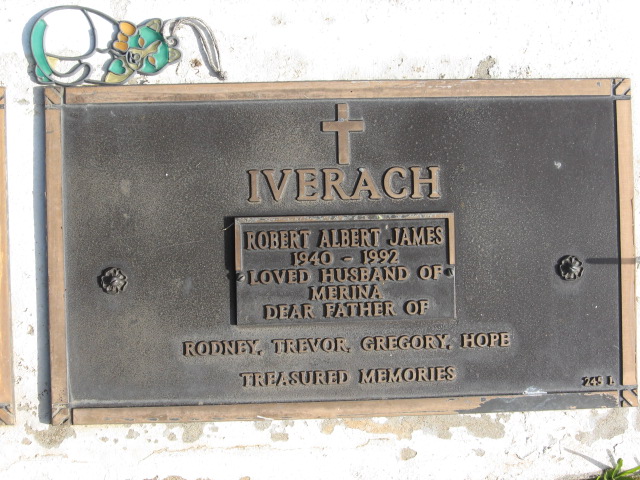 IVERACH
ROBERT ALBERT JAMES
1940 - 1992
LOVED HUSBAND OF
MERINA
DEAR FATHER OF
RODNEY, TREVOR, GREGORY, HOPE
TREASURED MEMORIES